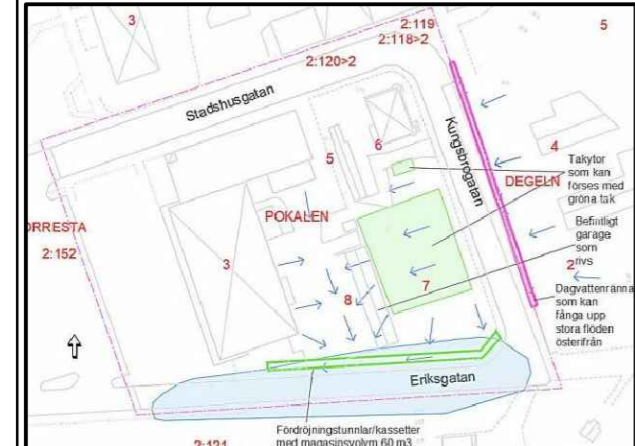 3
2:119
2:118>2
5
2:120>2
Stadshusgatan
Kungsbrogatan
6
5
4
Takytor
som kan
förses med
gröna tak
DEGELN
POKALEN
Befintligt
garage
som
rivs
ORRESTA
2:152
3
7
8
2
Dagvattenränna
som kan
fånga upp
stora flöden
österifrån
Eriksgatan
Fördröjningstunnlar/kassetter
med magasinsvolym 60 m3
2:121